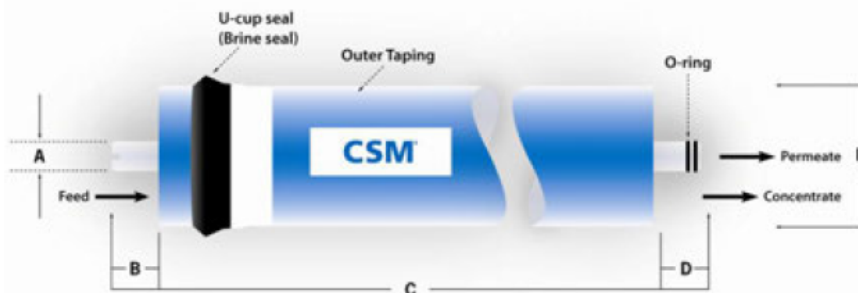 U-cup seal
(Brine seal)
Outer Taping
O-ring
A
CSM
Permeate
Feed
Concentrate
B
D
C